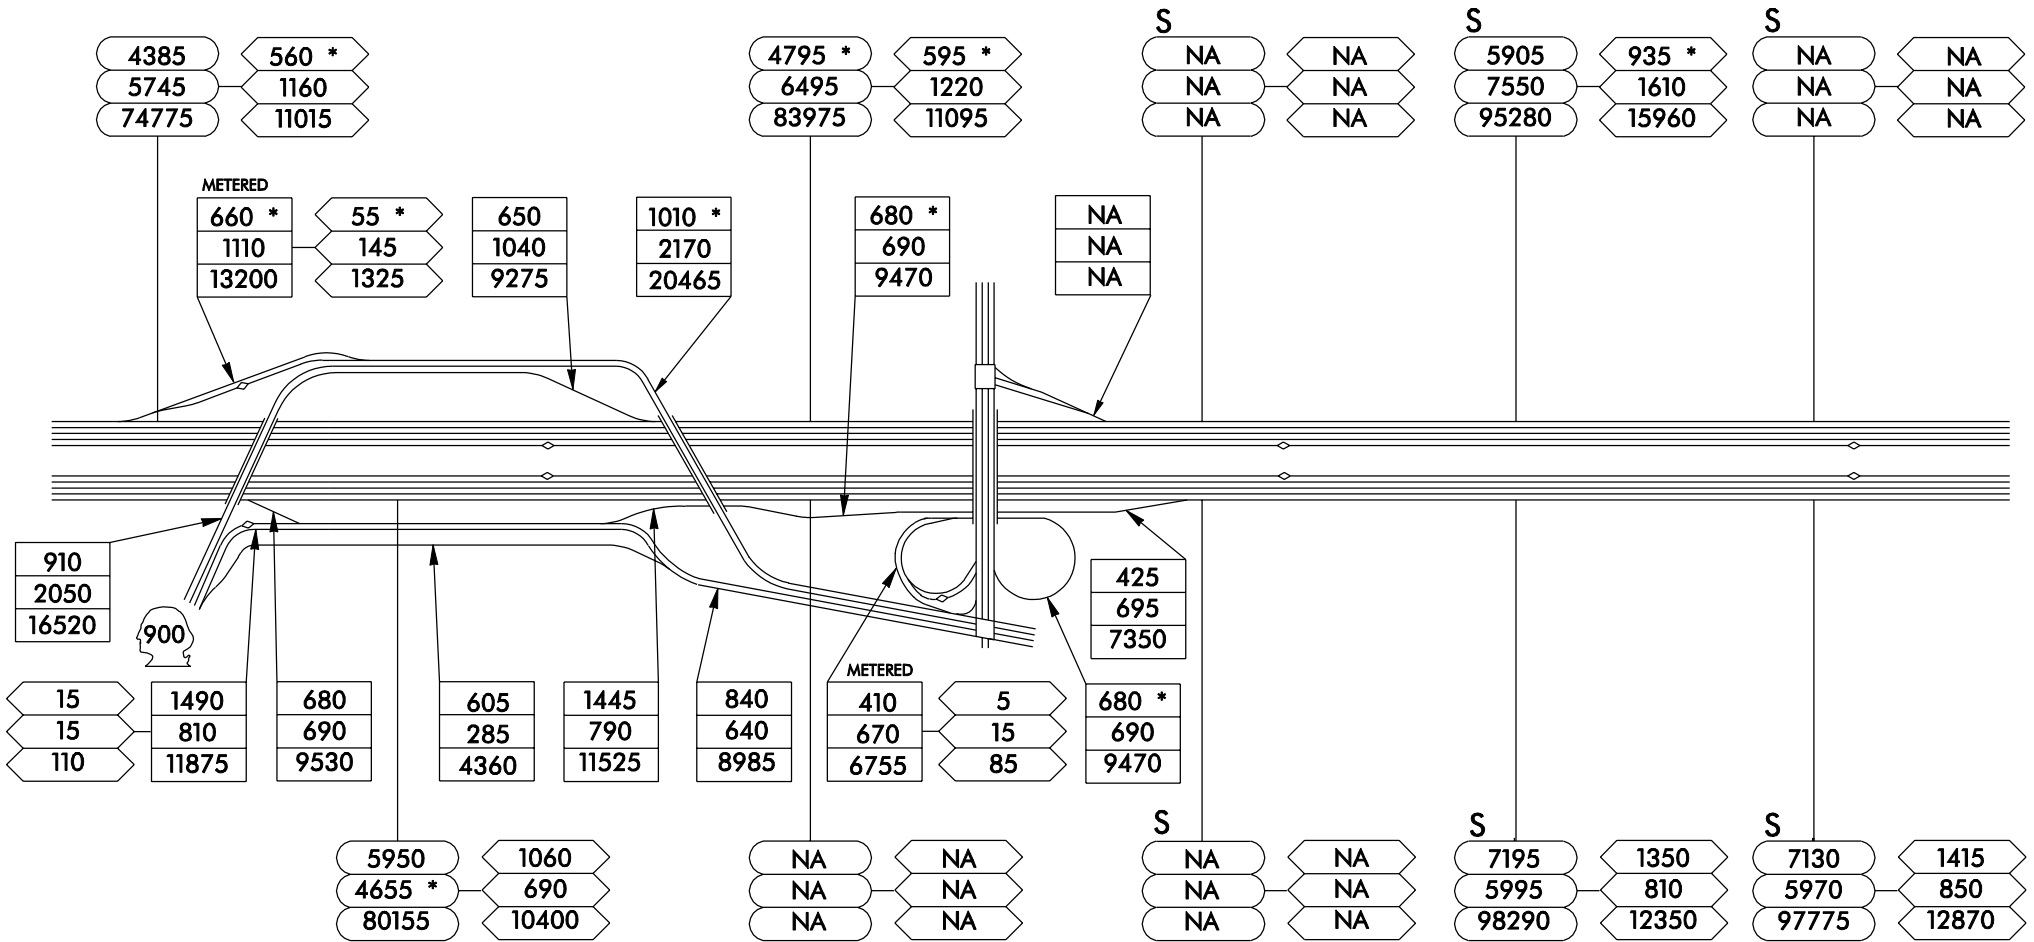 S S S
4385 560 * 4795 * 595 * NA NA 5905 935 * NA NA
5745 1160 6495 1220 NA NA 7550 1610 NA NA
74775 11015 83975 11095 NA NA 95280 15960 NA NA
METERED
660 * 55 * 650 1010 * 680 * NA
1110 145 1040 2170 690 NA
13200 1325 9275 20465 9470 NA
910
2050
16520
900
425
695
7350
METERED
15 1490 680 605 1445 840 410 5 680 *
15 810 690 285 790 640 670 15 690
110 11875 9530 4360 11525 8985 6755 85 9470
S S S
5950 1060 NA NA NA NA 7195 1350 7130 1415
4655 * 690 NA NA NA NA 5995 810 5970 850
80155 10400 NA NA NA NA 98290 12350 97775 12870